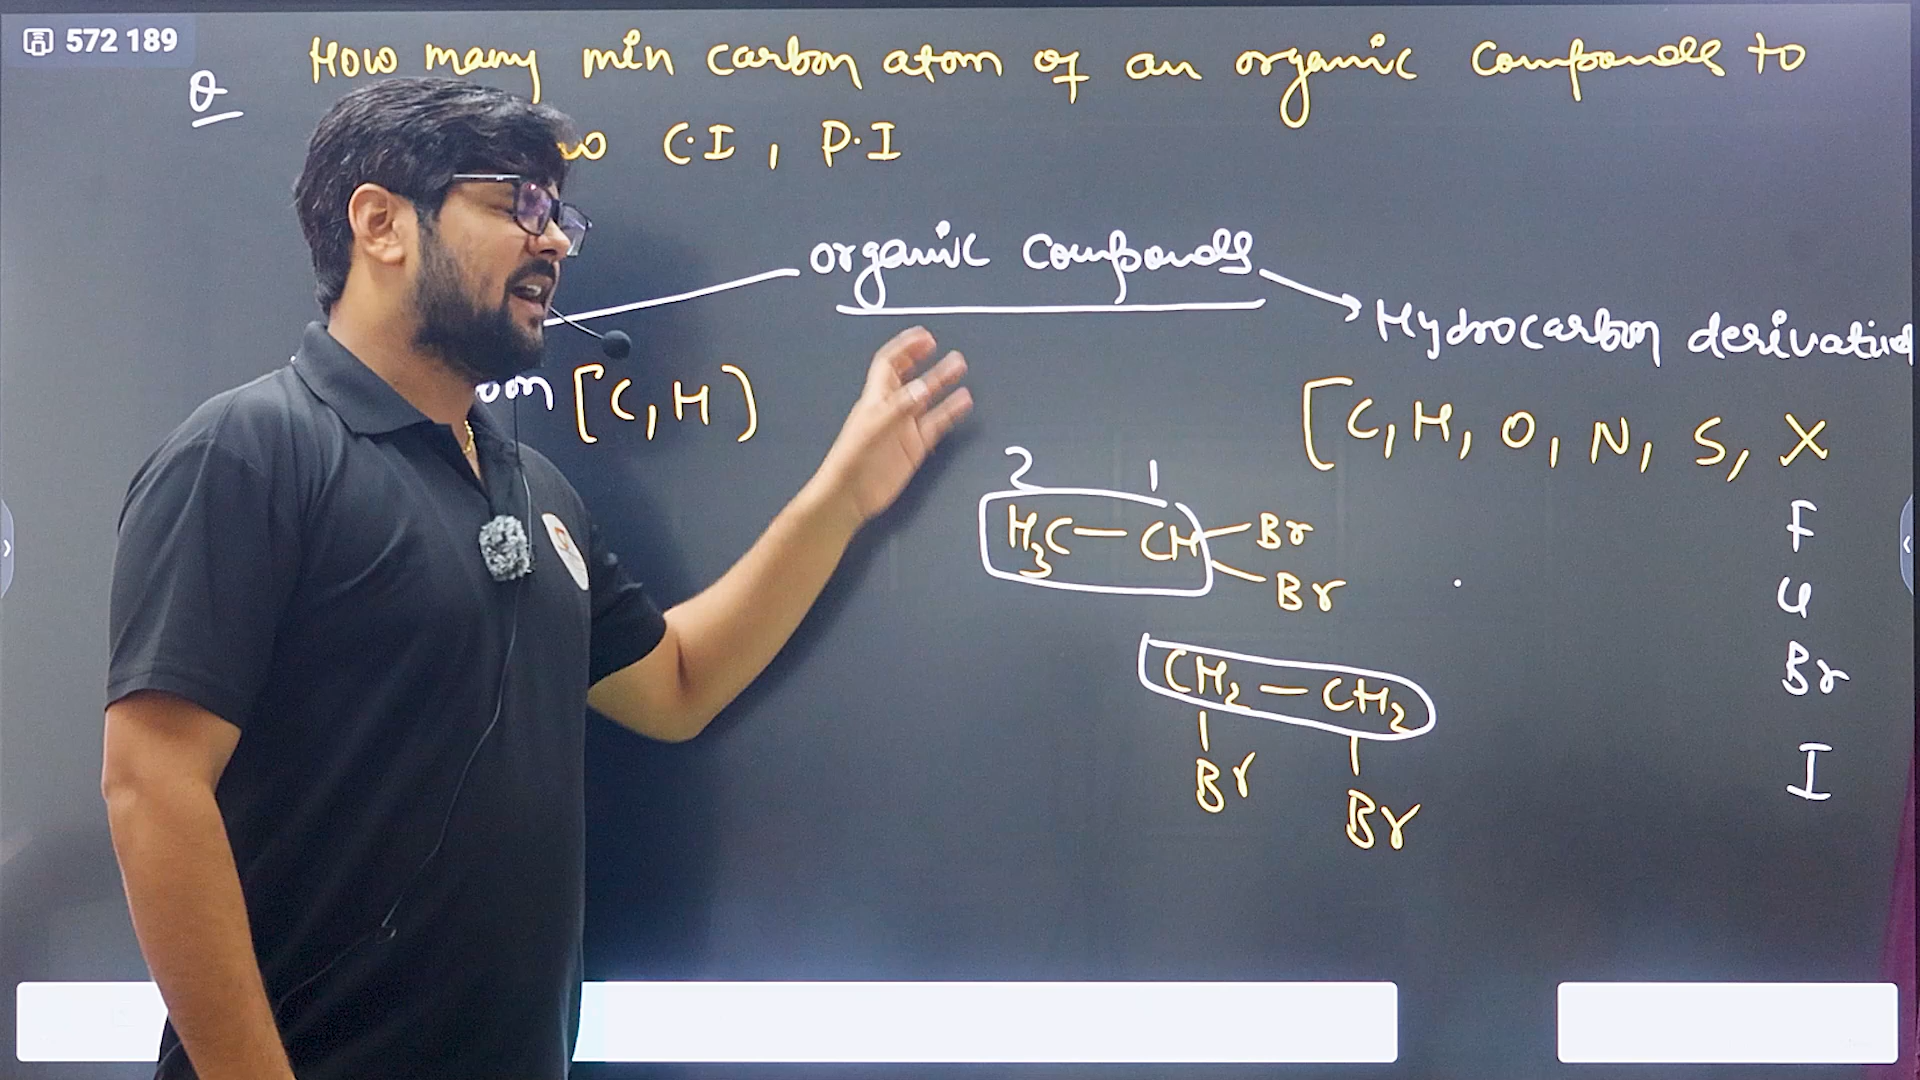 572 189
Q How many min carbon atom of an organic compounds to
C.I, P.I
organic compounds
Hydrocarbon derivative
[C, H)
[C, H, O, N, S, X
2 1
H3C — CH
Br
Br
F
Cl
Br
I
CH2 — CH2
Br
Br